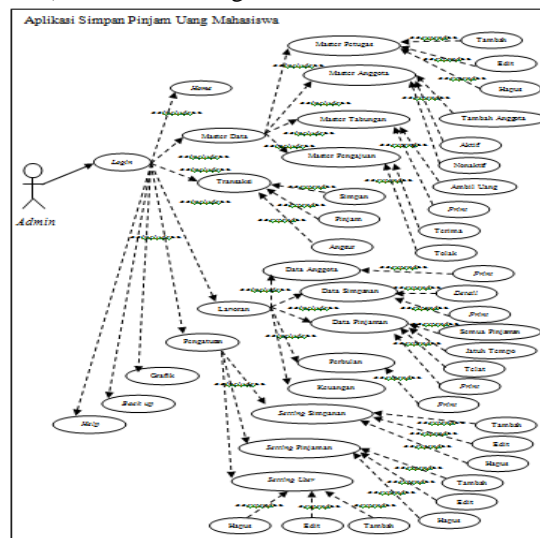 Aplikasi Simpan Pinjam Uang Mahasiswa
Master Petugas
Tambah
Edit
Hapus
Home
Master Anggota
Tambah Anggota
Login
Master Data
Master Tabungan
Aktif
Nonaktif
Master Pengajuan
Ambil Uang
Admin
Transaksi
Simpan
Print
Pinjam
Terima
Angsur
Tolak
Data Anggota
Print
Data Simpanan
Detail
Laporan
Print
Data Pinjaman
Semua Pinjaman
Pengaturan
Jatuh Tempo
Perbulan
Telat
Grafik
Print
Keuangan
Back up
Print
Help
Setting Simpanan
Tambah
Edit
Hapus
Setting Pinjaman
Tambah
Setting User
Edit
Hapus
Edit
Tambah
Hapus